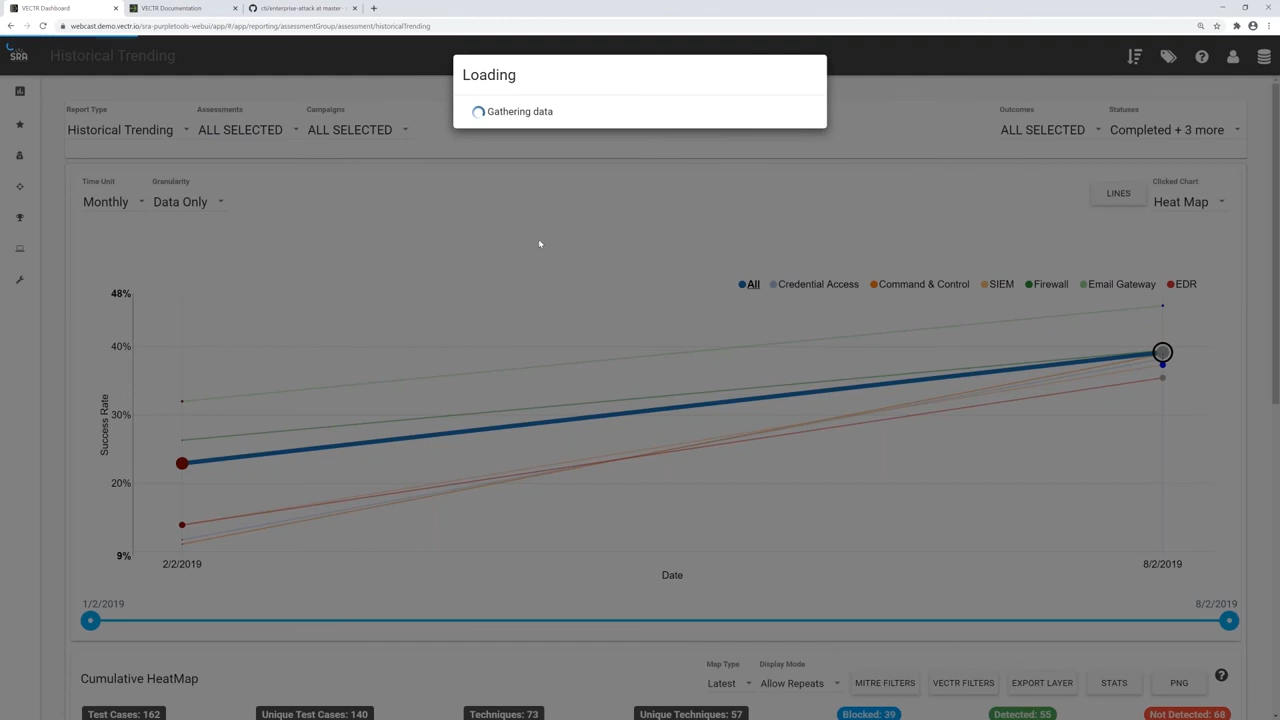 VECTR Dashboard
VECTR Documentation
cti/enterprise-attack at master ·
webcast.demo.vectr.io/sra-purpletools-webui/app/#/app/reporting/assessmentGroup/assessment/historicalTrending
SRA
Historical Trending
Loading
Gathering data
Report Type
Assessments
Campaigns
Outcomes
Statuses
Historical Trending
ALL SELECTED
ALL SELECTED
ALL SELECTED
Completed + 3 more
Time Unit
Granularity
Clicked Chart
Monthly
Data Only
LINES
Heat Map
All
Credential Access
Command & Control
SIEM
Firewall
Email Gateway
EDR
48%
40%
30%
20%
9%
Success Rate
2/2/2019
8/2/2019
Date
1/2/2019
8/2/2019
Cumulative HeatMap
Map Type
Display Mode
Latest
Allow Repeats
MITRE FILTERS
VECTR FILTERS
EXPORT LAYER
STATS
PNG
Test Cases: 162
Unique Test Cases: 140
Techniques: 73
Unique Techniques: 57
Blocked: 39
Detected: 55
Not Detected: 68